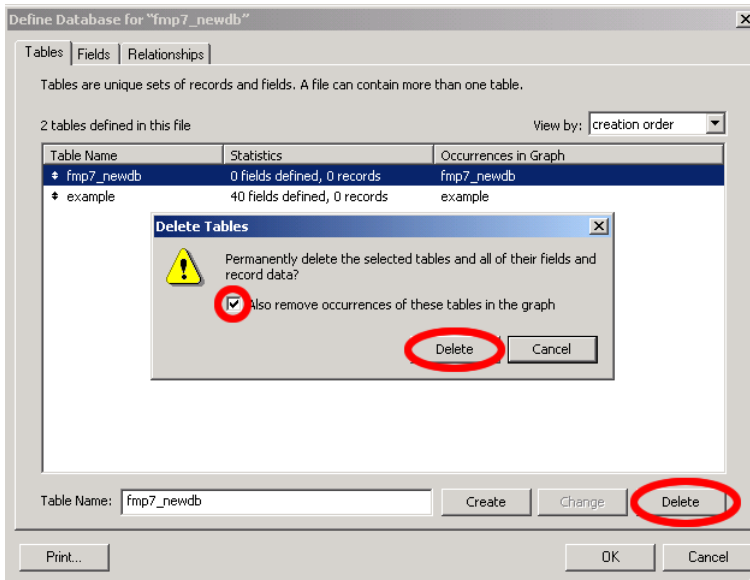 Define Database for "fmp7_newdb"
Tables Fields Relationships
Tables are unique sets of records and fields. A file can contain more than one table.
2 tables defined in this file View by: creation order
Table Name Statistics Occurrences in Graph
fmp7_newdb 0 fields defined, 0 records fmp7_newdb
example 40 fields defined, 0 records example
Delete Tables
Permanently delete the selected tables and all of their fields and
record data?
Also remove occurrences of these tables in the graph
Delete Cancel
Table Name: fmp7_newdb Create Change Delete
Print... OK Cancel